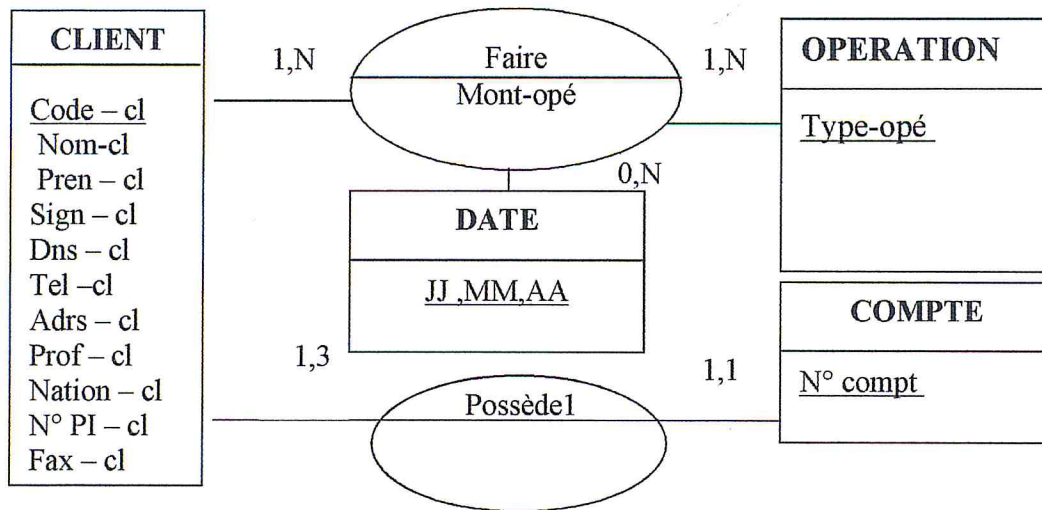 CLIENT
Code – cl
Nom-cl
Pren – cl
Sign – cl
Dns – cl
Tel –cl
Adrs – cl
Prof – cl
Nation – cl
N° PI – cl
Fax – cl
1,N
Faire
Mont-opé
1,N
OPERATION
Type-opé
0,N
DATE
JJ ,MM,AA
1,3
Possède1
1,1
COMPTE
N° compt